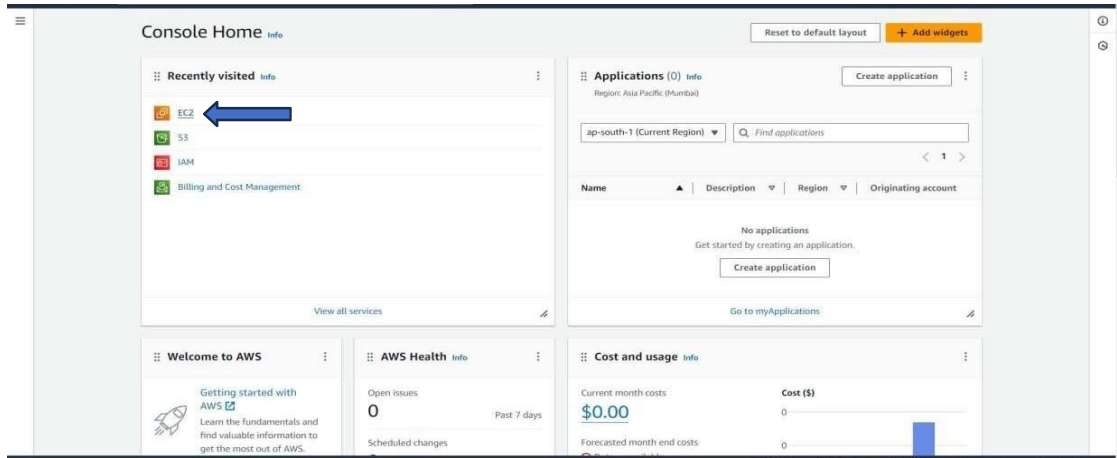 Console Home Info
Reset to default layout
+ Add widgets
Recently visited Info
EC2
S3
IAM
Billing and Cost Management
View all services
Applications (0) Info
Region: Asia Pacific (Mumbai)
Create application
ap-south-1 (Current Region)
Find applications
1
Name
Description
Region
Originating account
No applications
Get started by creating an application.
Create application
Go to myApplications
Welcome to AWS
Getting started with
AWS
Learn the fundamentals and
find valuable information to
get the most out of AWS.
AWS Health Info
Open issues
0
Past 7 days
Scheduled changes
Cost and usage Info
Current month costs
$0.00
Forecasted month end costs
Cost ($)
0
0